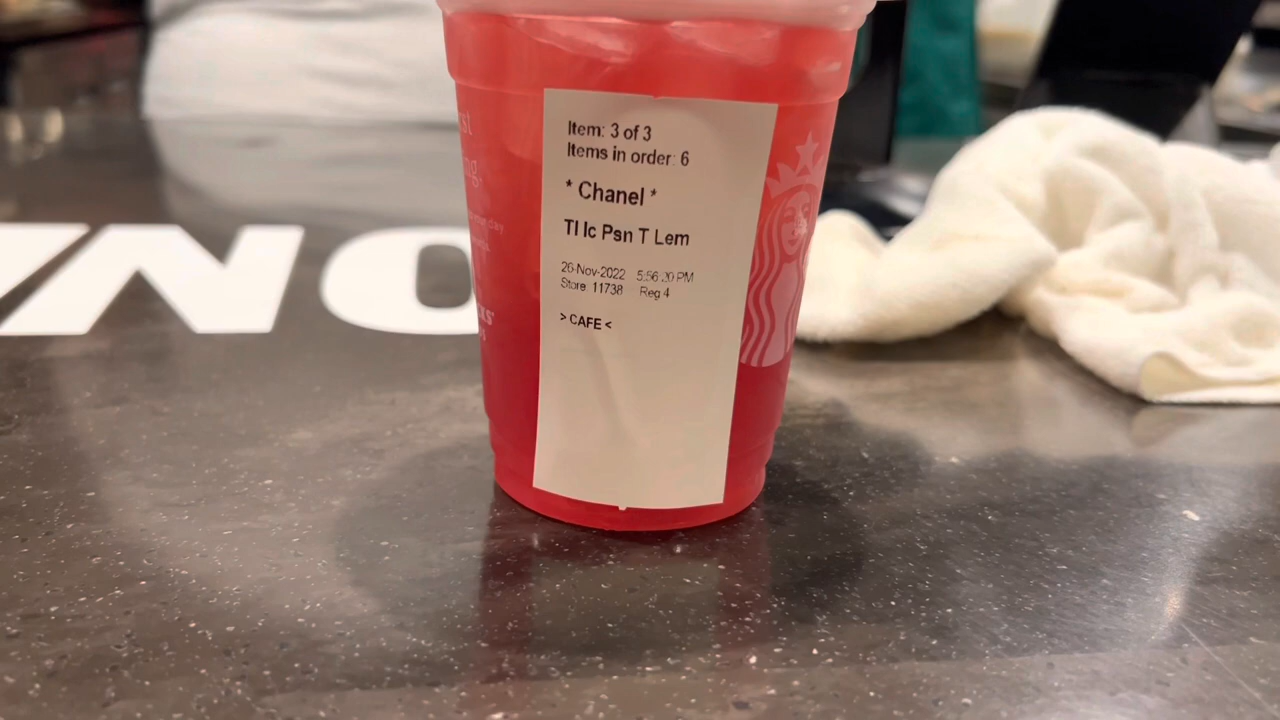 Item: 3 of 3
Items in order: 6
* Chanel *
Tl Ic Psn T Lem
26-Nov-2022 5:56:20 PM
Store 11738 Reg 4
> CAFE <
NO